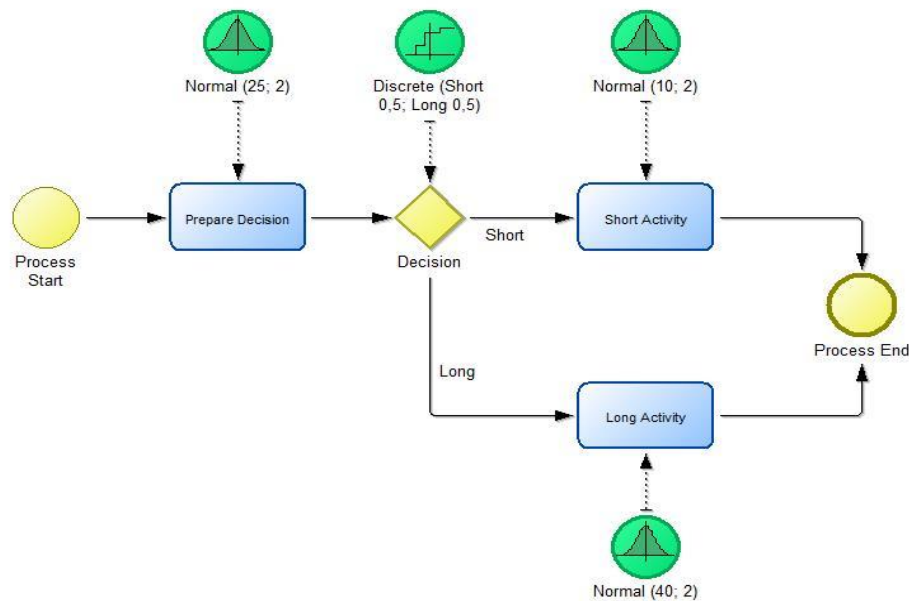 Normal (25; 2)
Discrete (Short
0,5; Long 0,5)
Normal (10; 2)
Process
Start
Prepare Decision
Decision
Short
Short Activity
Process End
Long
Long Activity
Normal (40; 2)